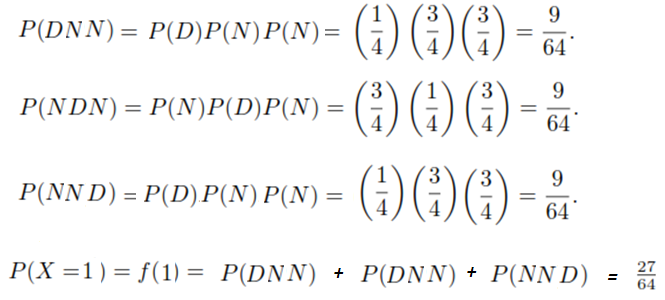 P(DNN) = P(D)P(N)P(N) = (1/4) (3/4) (3/4) = 9/64.
P(NDN) = P(N)P(D)P(N) = (3/4) (1/4) (3/4) = 9/64.
P(NND) = P(D)P(N)P(N) = (1/4) (3/4) (3/4) = 9/64.
P(X=1) = f(1) = P(DNN) + P(DNN) + P(NND) = 27/64